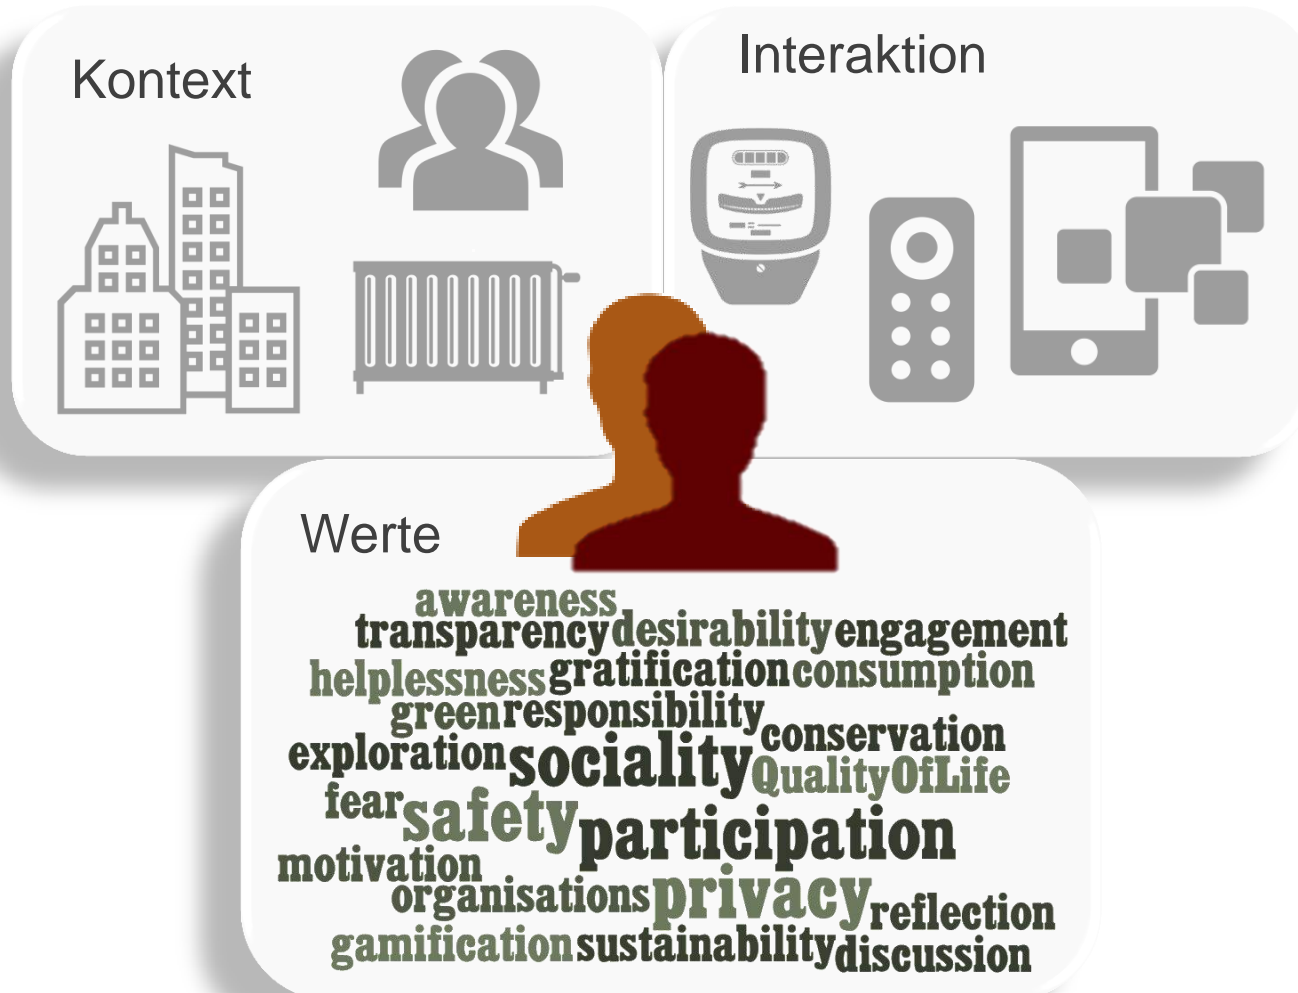 Kontext
Interaktion
Werte
awareness
transparency desirability engagement
helplessness gratification consumption
green responsibility
exploration sociality conservation
QualityOfLife
fear safety participation
motivation
organisations privacy reflection
gamification sustainability discussion